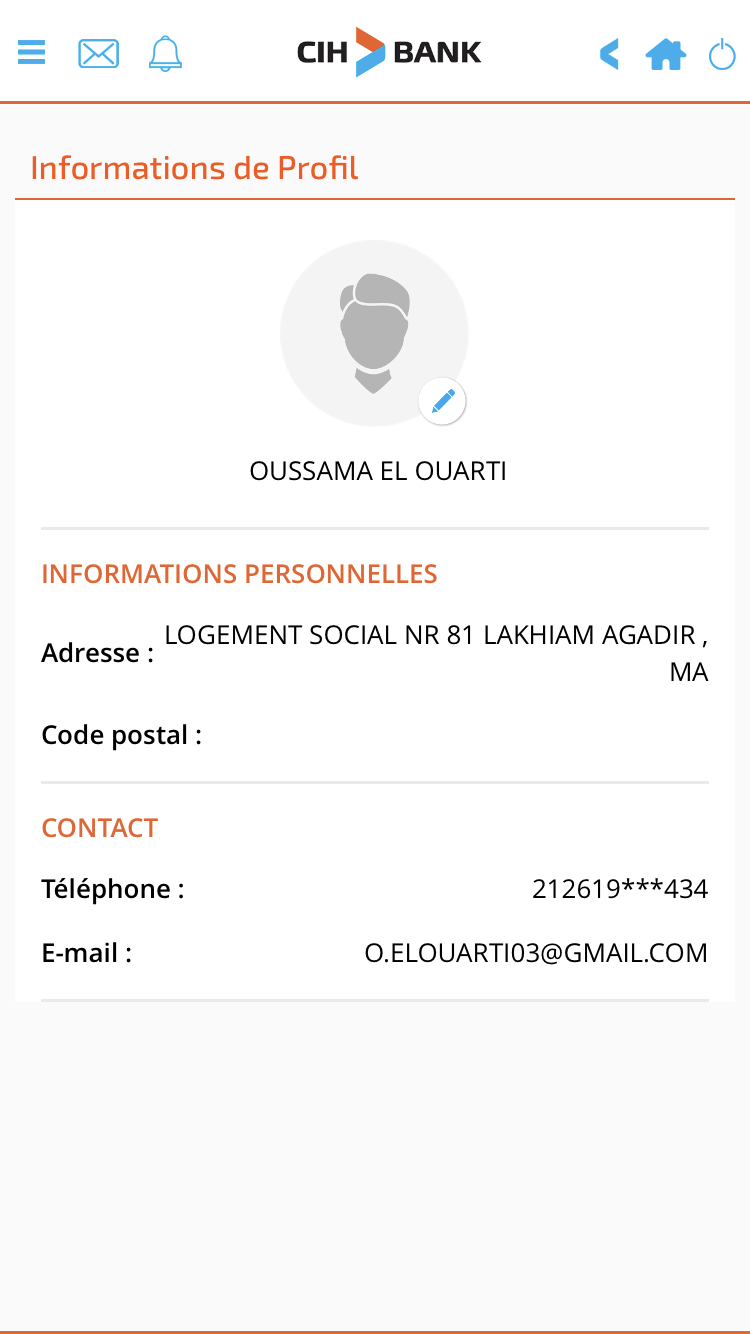 CIH BANK
Informations de Profil
OUSSAMA EL OUARTI
INFORMATIONS PERSONNELLES
Adresse : LOGEMENT SOCIAL NR 81 LAKHIAM AGADIR ,
MA
Code postal :
CONTACT
Téléphone : 212619***434
E-mail : O.ELOUARTI03@GMAIL.COM